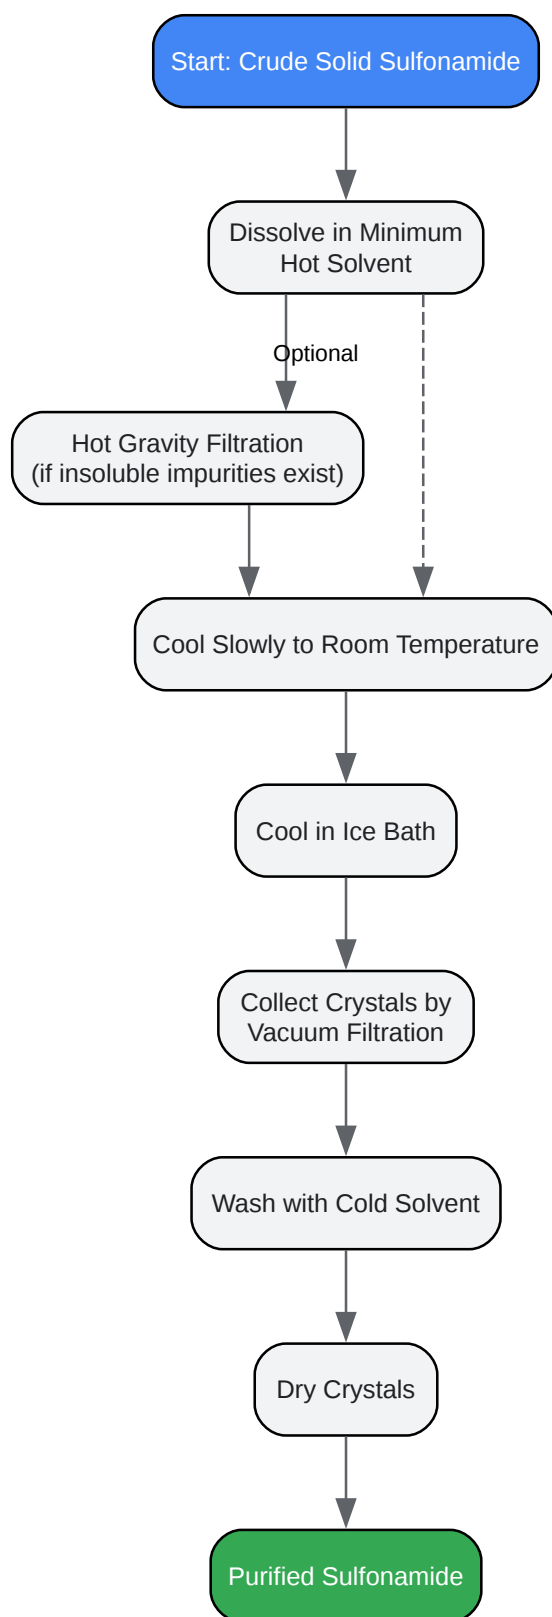 Start: Crude Solid Sulfonamide
Dissolve in Minimum
Hot Solvent
Optional
Hot Gravity Filtration
(if insoluble impurities exist)
Cool Slowly to Room Temperature
Cool in Ice Bath
Collect Crystals by
Vacuum Filtration
Wash with Cold Solvent
Dry Crystals
Purified Sulfonamide